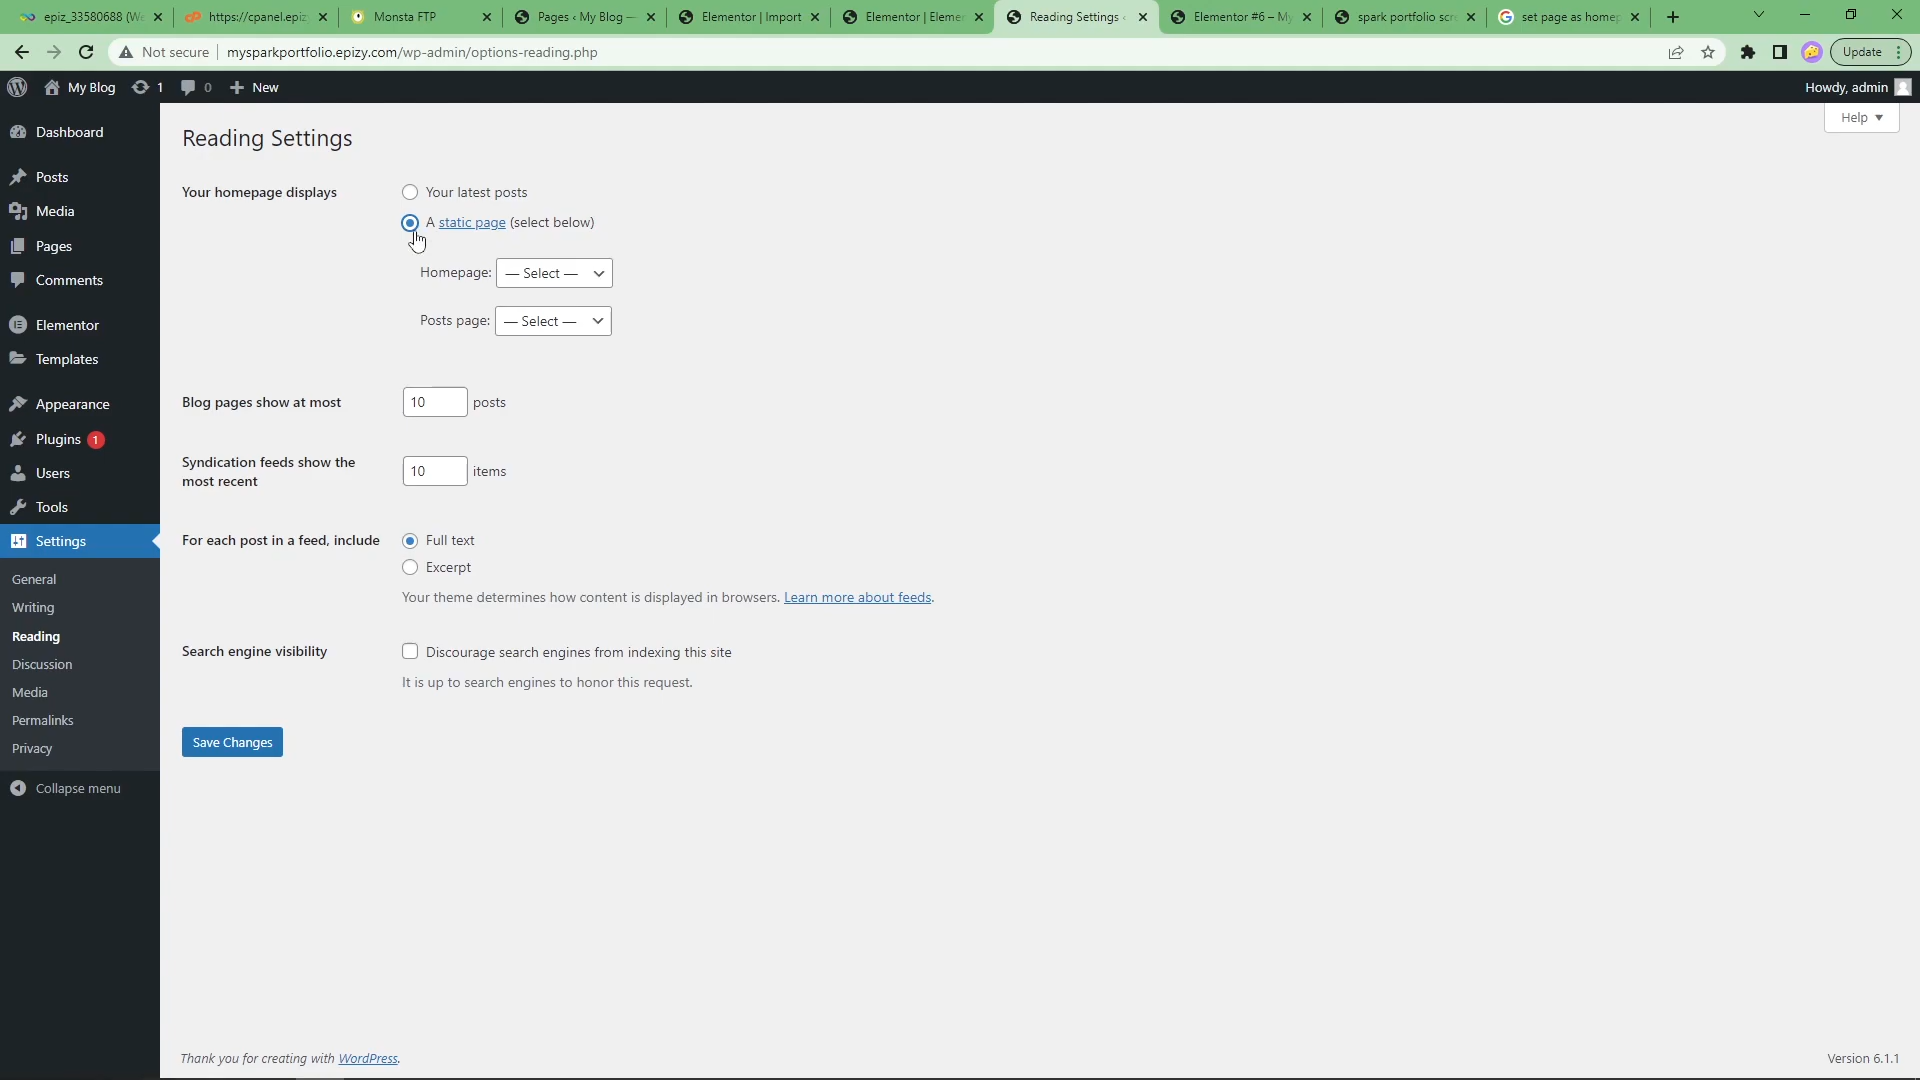 epiz_33580688 (We
https://cpanel.epiz
Monsta FTP
Pages ‹ My Blog —
Elementor | Import
Elementor | Elemen
Reading Settings ‹
Elementor #6 – My
spark portfolio scre
set page as homep
Not secure
mysparkportfolio.epizy.com/wp-admin/options-reading.php
Update
My Blog
1
0
New
Howdy, admin
Help
Dashboard
Posts
Media
Pages
Comments
Elementor
Templates
Appearance
Plugins 1
Users
Tools
Settings
General
Writing
Reading
Discussion
Media
Permalinks
Privacy
Collapse menu
Reading Settings
Your homepage displays
Your latest posts
A static page (select below)
Homepage: — Select —
Posts page: — Select —
Blog pages show at most
10 posts
Syndication feeds show the
most recent
10 items
For each post in a feed, include
Full text
Excerpt
Your theme determines how content is displayed in browsers. Learn more about feeds.
Search engine visibility
Discourage search engines from indexing this site
It is up to search engines to honor this request.
Save Changes
Thank you for creating with WordPress.
Version 6.1.1